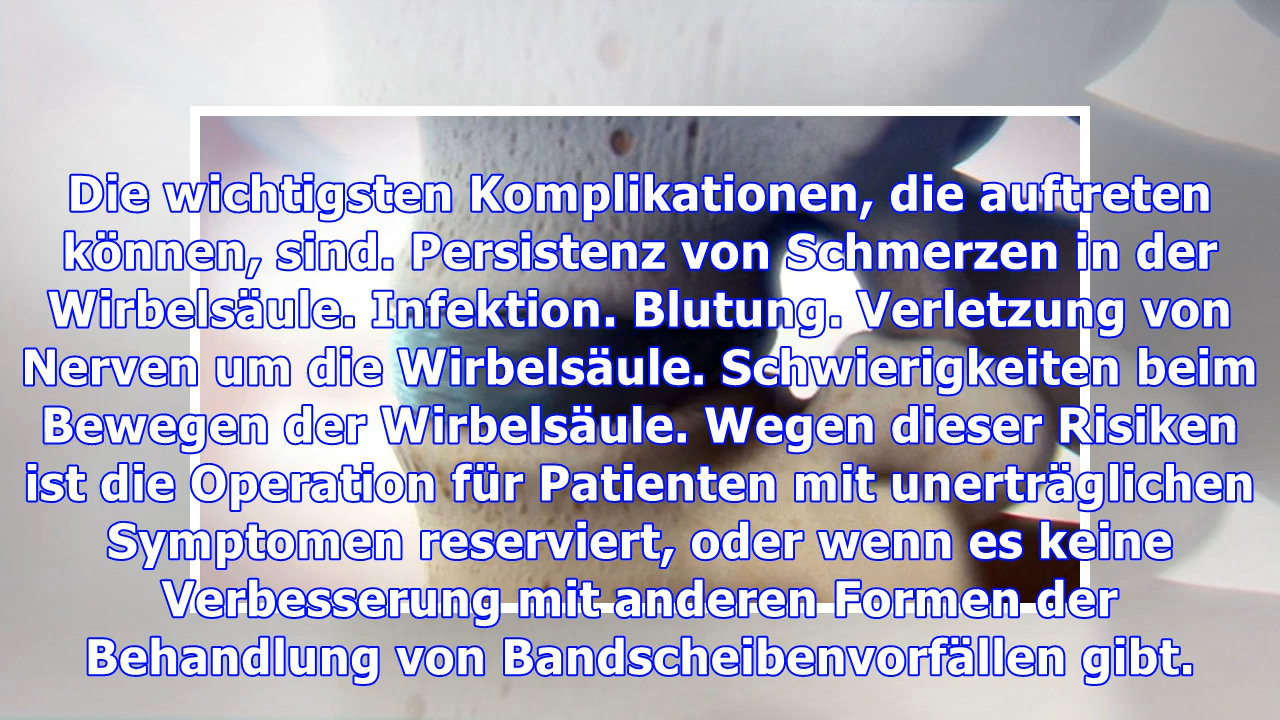 Die wichtigsten Komplikationen, die auftreten
können, sind. Persistenz von Schmerzen in der
Wirbelsäule. Infektion. Blutung. Verletzung von
Nerven um die Wirbelsäule. Schwierigkeiten beim
Bewegen der Wirbelsäule. Wegen dieser Risiken
ist die Operation für Patienten mit unerträglichen
Symptomen reserviert, oder wenn es keine
Verbesserung mit anderen Formen der
Behandlung von Bandscheibenvorfällen gibt.